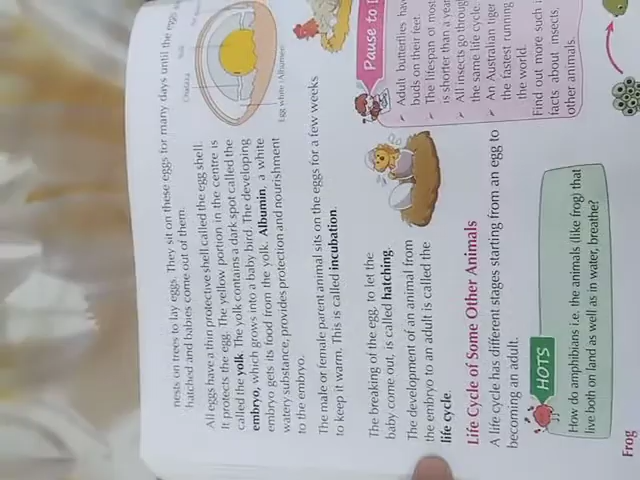 nests on trees to lay eggs. They sit on these eggs for many days until the eggs
hatched and babies come out of them.
All eggs have a thin protective shell called the egg shell.
It protects the egg. The yellow portion in the centre is
called the yolk. The yolk contains a dark spot called the
embryo, which grows into a baby bird. The developing
embryo gets its food from the yolk. Albumin, a white
watery substance, provides protection and nourishment
to the embryo.
Chalaza
Yolk
Egg white (Albumen)
The male or female parent animal sits on the eggs for a few weeks
to keep it warm. This is called incubation.
The breaking of the egg, to let the
baby come out, is called hatching.
The development of an animal from
the embryo to an adult is called the
life cycle.
Pause to
Adult butterflies have
buds on their feet.
The lifespan of most
is shorter than a year
All insects go through
the same life cycle.
An Australian tiger
the fastest running
the world.
Find out more such
facts about insects,
other animals.
Life Cycle of Some Other Animals
A life cycle has different stages starting from an egg to
becoming an adult.
HOTS
How do amphibians i.e. the animals (like frog) that
live both on land as well as in water, breathe?
Frog